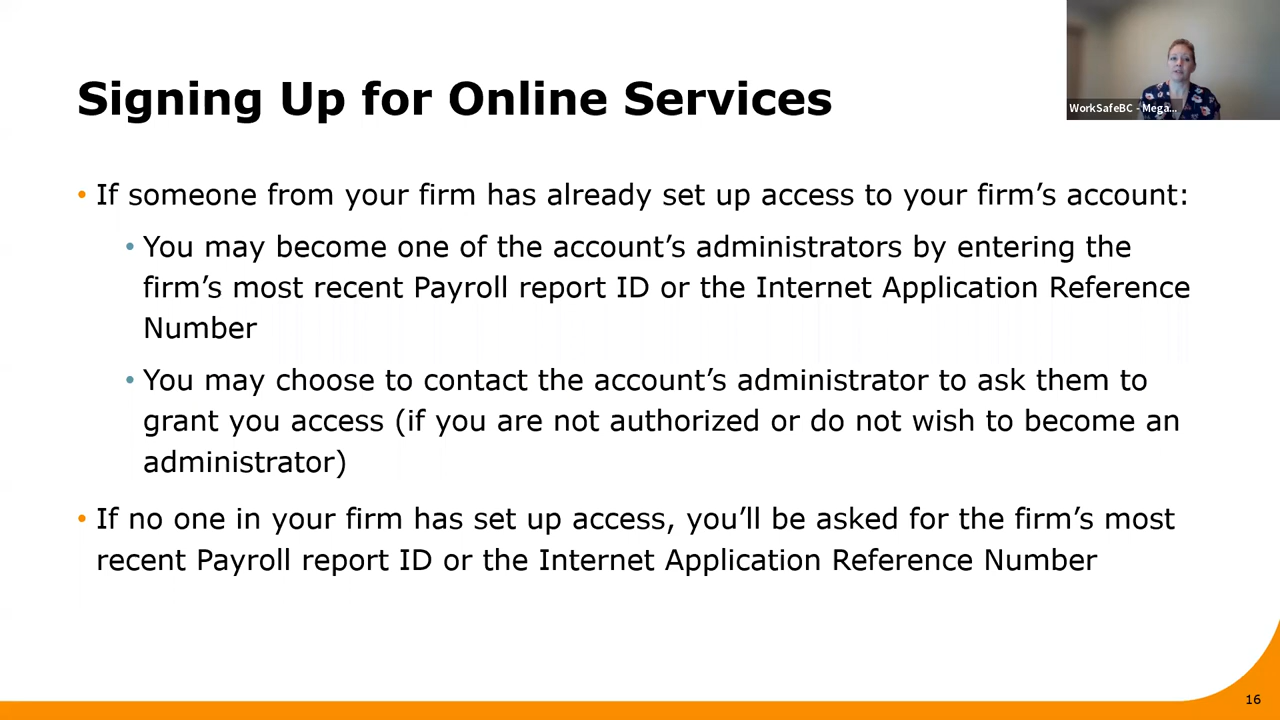 WorkSafeBC - Mega...
Signing Up for Online Services
• If someone from your firm has already set up access to your firm’s account:
• You may become one of the account’s administrators by entering the
firm’s most recent Payroll report ID or the Internet Application Reference
Number
• You may choose to contact the account’s administrator to ask them to
grant you access (if you are not authorized or do not wish to become an
administrator)
• If no one in your firm has set up access, you’ll be asked for the firm’s most
recent Payroll report ID or the Internet Application Reference Number
16